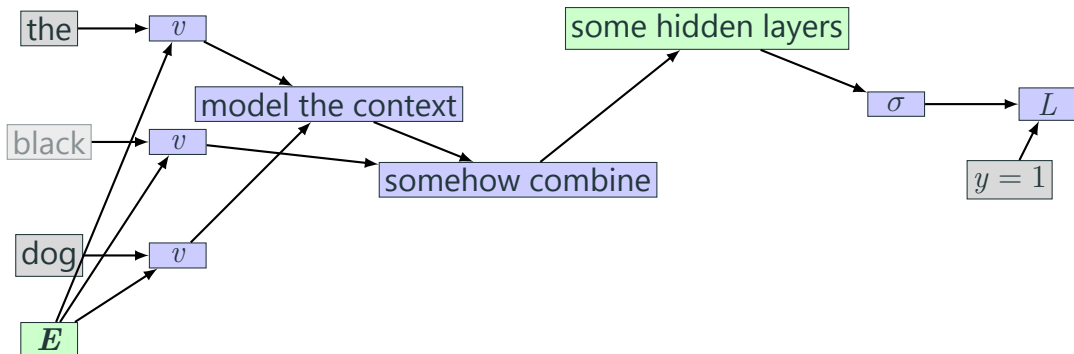 the
v
some hidden layers
model the context
σ
L
black
v
somehow combine
y = 1
dog
v
E